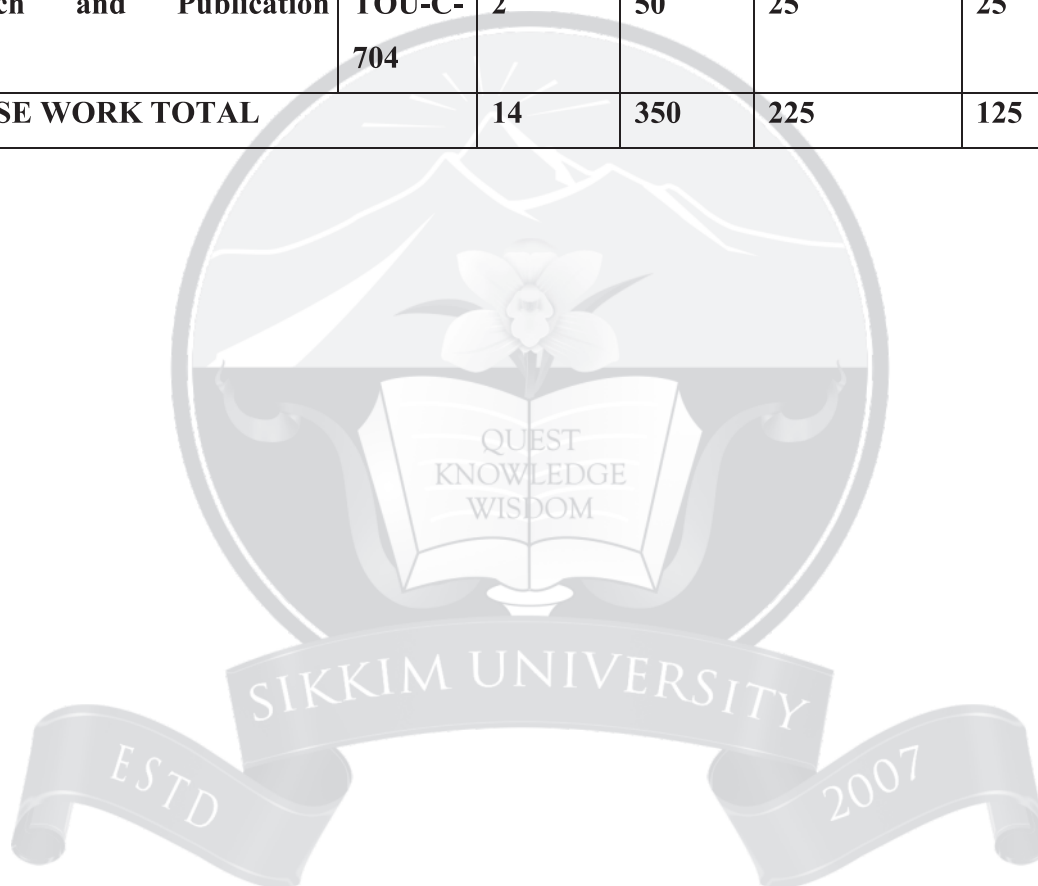 ch and Publication TOU-C- 2 50 25 25
704
SE WORK TOTAL 14 350 225 125
QUEST
KNOWLEDGE
WISDOM
SIKKIM UNIVERSITY
ESTD 2007